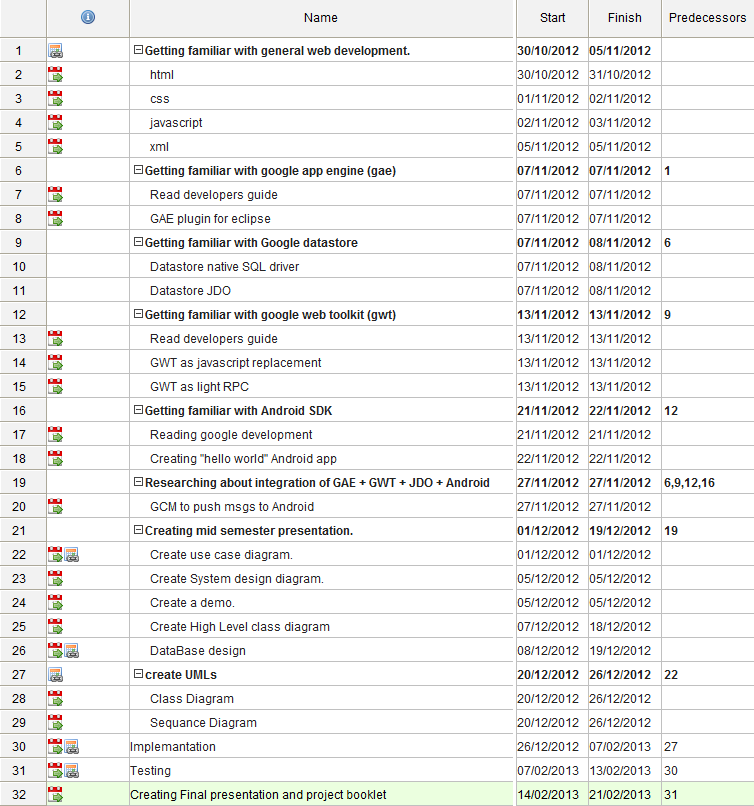 Name Start Finish Predecessors
1 Getting familiar with general web development. 30/10/2012 05/11/2012
2 html 30/10/2012 31/10/2012
3 css 01/11/2012 02/11/2012
4 javascript 02/11/2012 03/11/2012
5 xml 05/11/2012 05/11/2012
6 Getting familiar with google app engine (gae) 07/11/2012 07/11/2012 1
7 Read developers guide 07/11/2012 07/11/2012
8 GAE plugin for eclipse 07/11/2012 07/11/2012
9 Getting familiar with Google datastore 07/11/2012 08/11/2012 6
10 Datastore native SQL driver 07/11/2012 08/11/2012
11 Datastore JDO 07/11/2012 08/11/2012
12 Getting familiar with google web toolkit (gwt) 13/11/2012 13/11/2012 9
13 Read developers guide 13/11/2012 13/11/2012
14 GWT as javascript replacement 13/11/2012 13/11/2012
15 GWT as light RPC 13/11/2012 13/11/2012
16 Getting familiar with Android SDK 21/11/2012 22/11/2012 12
17 Reading google development 21/11/2012 21/11/2012
18 Creating "hello world" Android app 22/11/2012 22/11/2012
19 Researching about integration of GAE + GWT + JDO + Android 27/11/2012 27/11/2012 6,9,12,16
20 GCM to push msgs to Android 27/11/2012 27/11/2012
21 Creating mid semester presentation. 01/12/2012 19/12/2012 19
22 Create use case diagram. 01/12/2012 01/12/2012
23 Create System design diagram. 05/12/2012 05/12/2012
24 Create a demo. 05/12/2012 05/12/2012
25 Create High Level class diagram 07/12/2012 18/12/2012
26 DataBase design 08/12/2012 19/12/2012
27 create UMLs 20/12/2012 26/12/2012 22
28 Class Diagram 20/12/2012 26/12/2012
29 Sequance Diagram 20/12/2012 26/12/2012
30 Implemantation 26/12/2012 07/02/2013 27
31 Testing 07/02/2013 13/02/2013 30
32 Creating Final presentation and project booklet 14/02/2013 21/02/2013 31